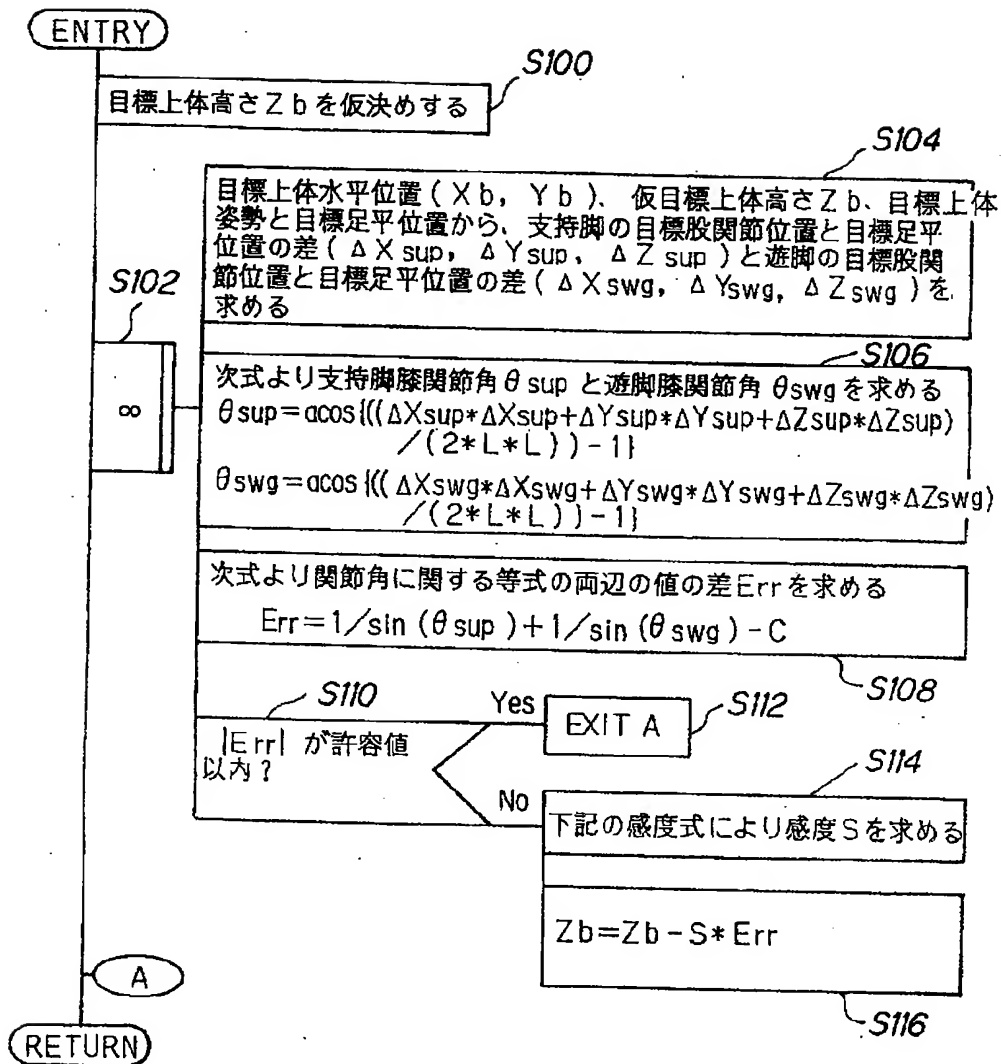 ENTRY
S100
目標上体高さZbを仮決めする
S104
目標上体水平位置(Xb, Yb)、仮目標上体高さZb、目標上体
姿勢と目標足平位置から、支持脚の目標股関節位置と目標足平
位置の差(ΔXsup, ΔYsup, ΔZsup)と遊脚の目標股関
節位置と目標足平位置の差(ΔXswg, ΔYswg, ΔZswg)を
求める
S102
∞
S106
次式より支持脚膝関節角θsupと遊脚膝関節角θswgを求める
θsup=acos{((ΔXsup*ΔXsup+ΔYsup*ΔYsup+ΔZsup*ΔZsup)
/(2*L*L))-1}
θswg=acos{((ΔXswg*ΔXswg+ΔYswg*ΔYswg+ΔZswg*ΔZswg)
/(2*L*L))-1}
次式より関節角に関する等式の両辺の値の差Errを求める
Err=1/sin(θsup)+1/sin(θswg)-C
S108
S110
|Err|が許容値
以内?
Yes
EXIT A
S112
No
S114
下記の感度式により感度Sを求める
Zb=Zb-S*Err
S116
A
RETURN